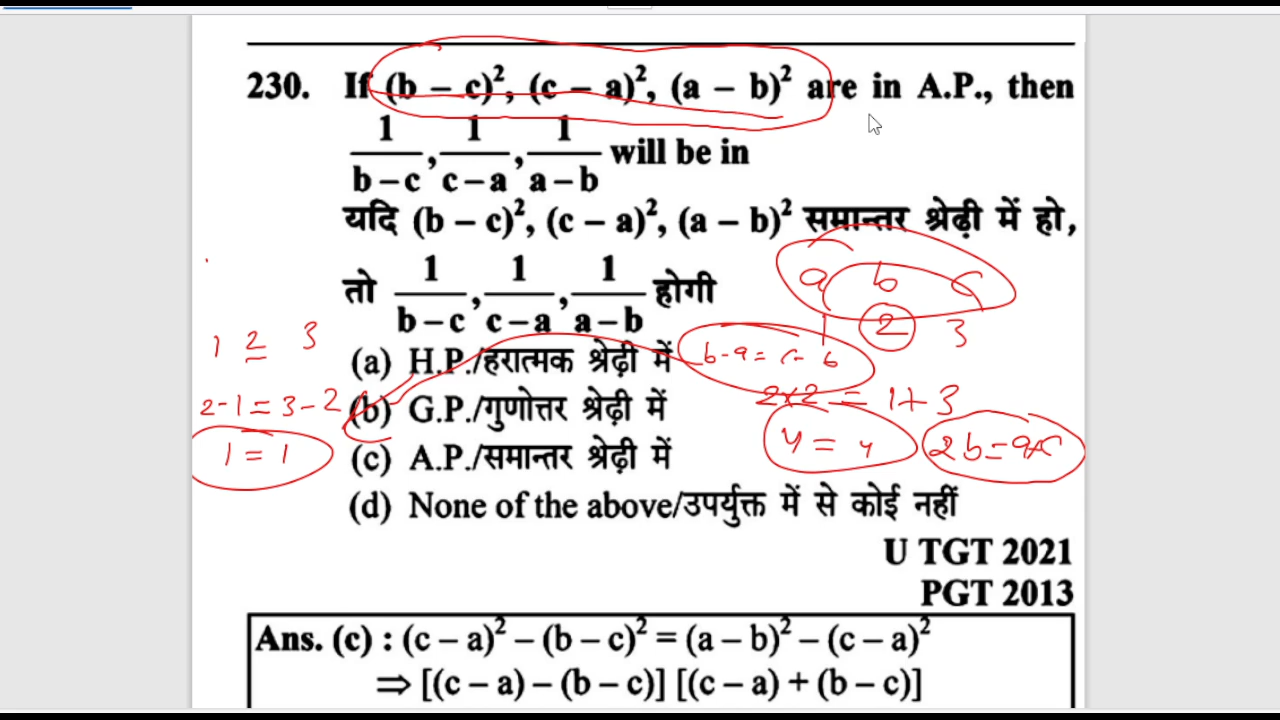 230. If (b – c)², (c – a)², (a – b)² are in A.P., then
1/(b – c), 1/(c – a), 1/(a – b) will be in
यदि (b – c)², (c – a)², (a – b)² समान्तर श्रेढ़ी में हो,
तो 1/(b – c), 1/(c – a), 1/(a – b) होगी
a b c
1 2 3
1 2 3
(a) H.P./हरात्मक श्रेढ़ी में
b - a = c - b
2 - 1 = 3 - 2
(b) G.P./गुणोत्तर श्रेढ़ी में
2 × 2 = 1 + 3
1 = 1
(c) A.P./समान्तर श्रेढ़ी में
4 = 4
2b = a + c
(d) None of the above/उपर्युक्त में से कोई नहीं
U TGT 2021
PGT 2013
Ans. (c) : (c – a)² – (b – c)² = (a – b)² – (c – a)²
⇒ [(c – a) – (b – c)] [(c – a) + (b – c)]